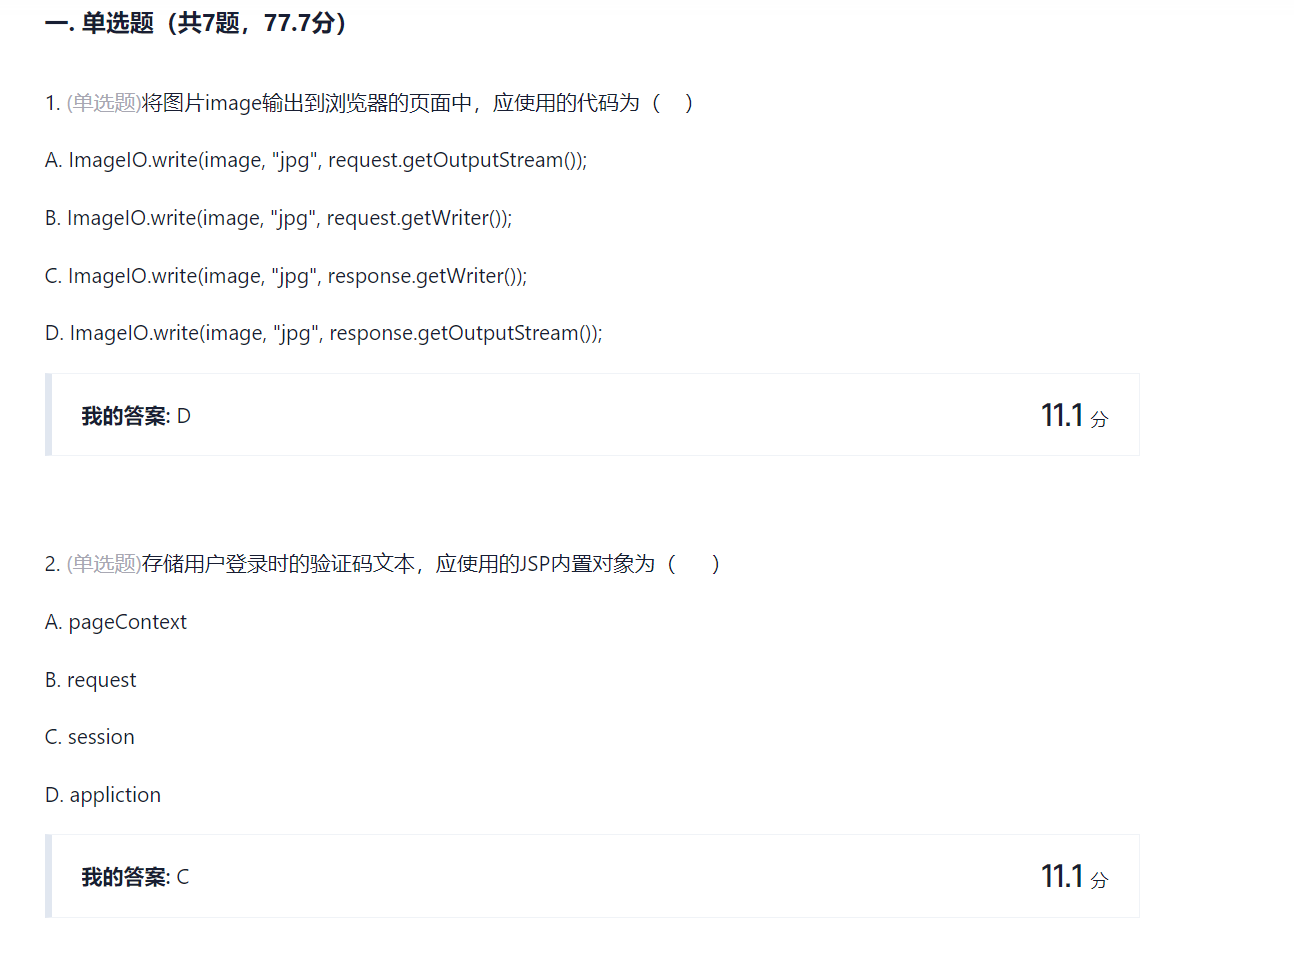 一. 单选题（共7题，77.7分）
1. (单选题)将图片image输出到浏览器的页面中，应使用的代码为（ ）
A. ImageIO.write(image, "jpg", request.getOutputStream());
B. ImageIO.write(image, "jpg", request.getWriter());
C. ImageIO.write(image, "jpg", response.getWriter());
D. ImageIO.write(image, "jpg", response.getOutputStream());
我的答案: D 11.1 分
2. (单选题)存储用户登录时的验证码文本，应使用的JSP内置对象为（ ）
A. pageContext
B. request
C. session
D. appliction
我的答案: C 11.1 分